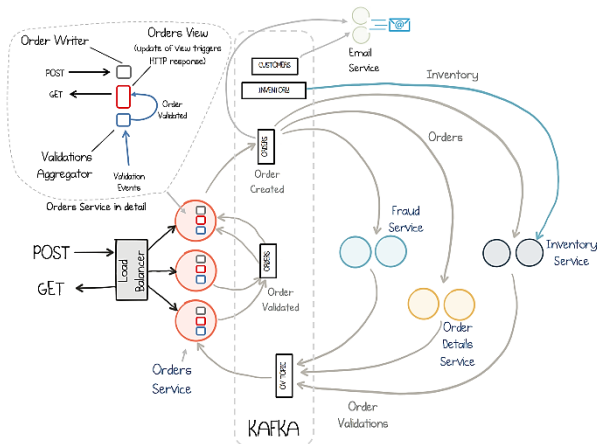 Order Writer
Orders View
(update of view triggers
HTTP response)
POST
GET
Order
Validated
Validations
Aggregator
Validation
Events
Orders Service in detail
CUSTOMERS
INVENTORY
Email
Service
@
Inventory
Orders
ORDERS
Order
Created
Fraud
Service
Inventory
Service
POST
GET
Load
Balancer
ORDERS
Order
Validated
Order
Details
Service
Orders
Service
OV TOPIC
Order
Validations
KAFKA